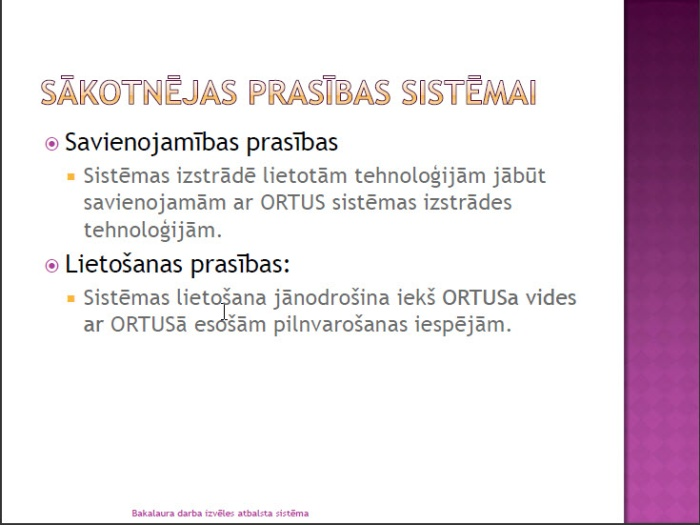 SĀKOTNĒJAS PRASĪBAS SISTĒMAI
Savienojamības prasības
Sistēmas izstrādē lietotām tehnoloģijām jābūt
savienojamām ar ORTUS sistēmas izstrādes
tehnoloģijām.
Lietošanas prasības:
Sistēmas lietošana jānodrošina iekš ORTUSa vides
ar ORTUSā esošām pilnvarošanas iespējām.
Bakalaura darba izvēles atbalsta sistēma